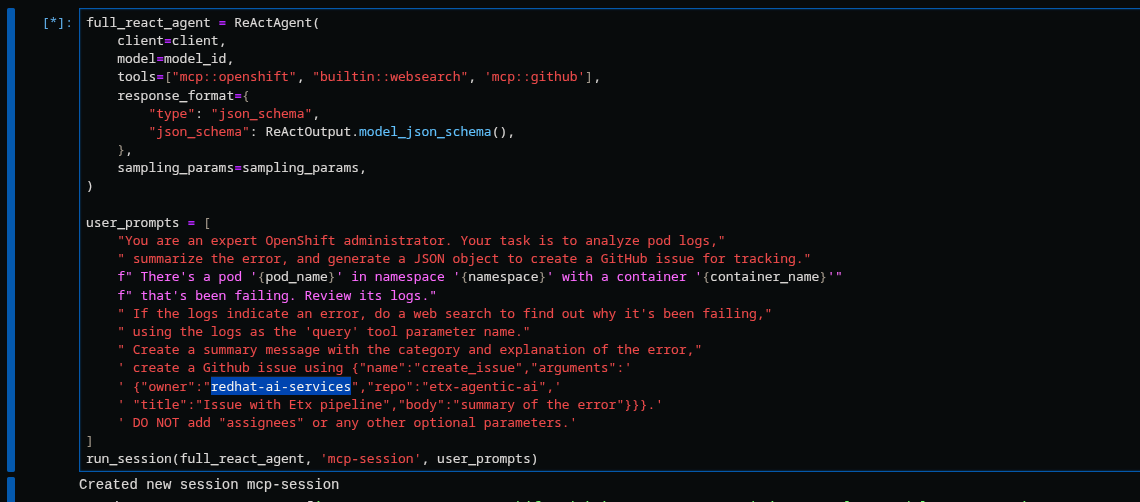 [*]: full_react_agent = ReActAgent(
    client=client,
    model=model_id,
    tools=["mcp::openshift", "builtin::websearch", 'mcp::github'],
    response_format={
        "type": "json_schema",
        "json_schema": ReActOutput.model_json_schema(),
    },
    sampling_params=sampling_params,
)
user_prompts = [
    "You are an expert OpenShift administrator. Your task is to analyze pod logs,"
    " summarize the error, and generate a JSON object to create a GitHub issue for tracking."
    f" There's a pod '{pod_name}' in namespace '{namespace}' with a container '{container_name}'"
    f" that's been failing. Review its logs."
    " If the logs indicate an error, do a web search to find out why it's been failing,"
    " using the logs as the 'query' tool parameter name."
    " Create a summary message with the category and explanation of the error,"
    ' create a Github issue using {"name":"create_issue","arguments":'
    ' {"owner":"redhat-ai-services","repo":"etx-agentic-ai",'
    ' "title":"Issue with Etx pipeline","body":"summary of the error"}}}.'
    ' DO NOT add "assignees" or any other optional parameters.'
]
run_session(full_react_agent, 'mcp-session', user_prompts)
Created new session mcp-session